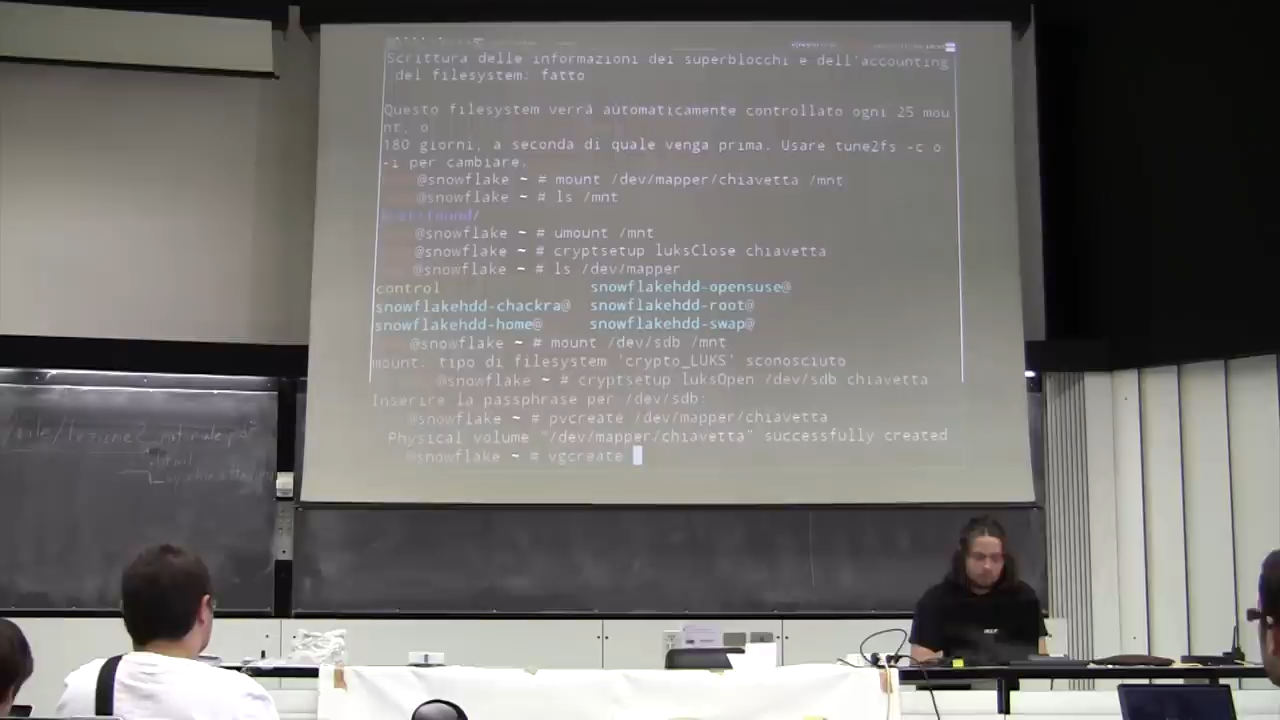 Scrittura delle informazioni dei superblocchi e dell'accounting
del filesystem: fatto
Questo filesystem verrà automaticamente controllato ogni 25 mou
nt, o
180 giorni, a seconda di quale venga prima. Usare tune2fs -c o
-i per cambiare.
@snowflake ~ # mount /dev/mapper/chiavetta /mnt
@snowflake ~ # ls /mnt
@snowflake ~ # umount /mnt
@snowflake ~ # cryptsetup luksClose chiavetta
@snowflake ~ # ls /dev/mapper
control snowflakehdd-opensuse@
snowflakehdd-chackra@ snowflakehdd-root@
snowflakehdd-home@ snowflakehdd-swap@
@snowflake ~ # mount /dev/sdb /mnt
mount: tipo di filesystem 'crypto_LUKS' sconosciuto
@snowflake ~ # cryptsetup luksOpen /dev/sdb chiavetta
Inserire la passphrase per /dev/sdb:
@snowflake ~ # pvcreate /dev/mapper/chiavetta
Physical volume "/dev/mapper/chiavetta" successfully created
@snowflake ~ # vgcreate
acer